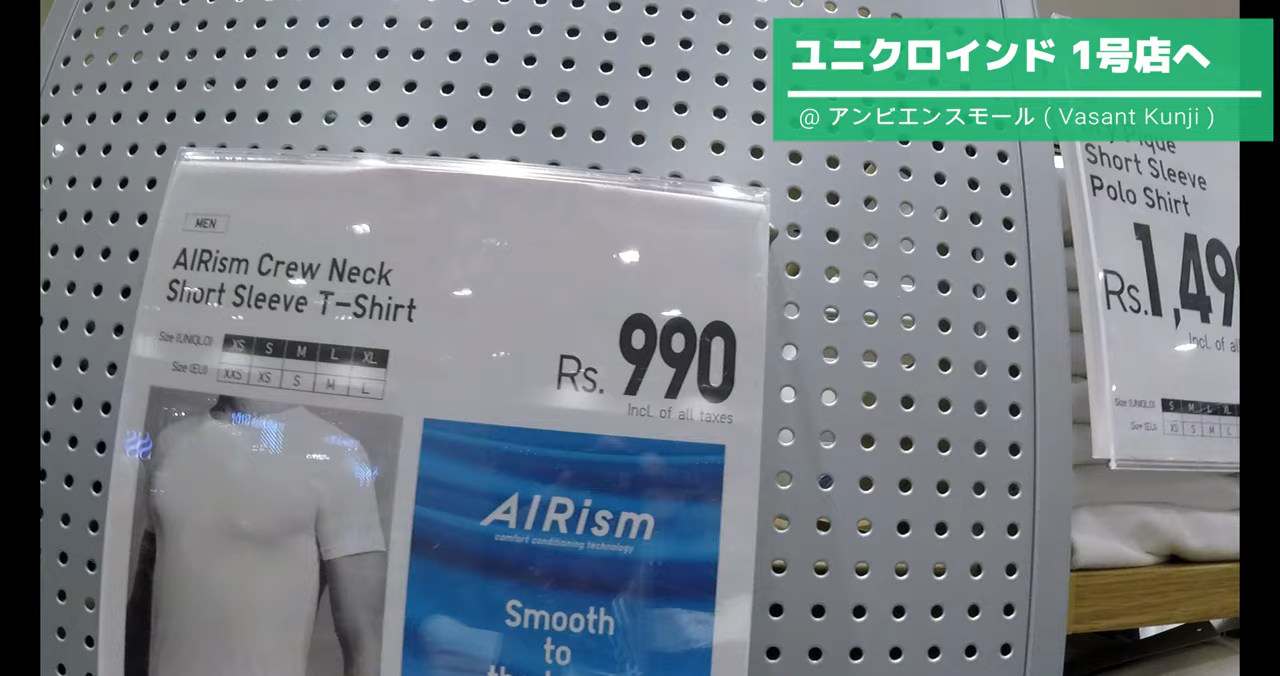 ユニクロインド 1号店へ
@ アンビエンスモール ( Vasant Kunji )
MEN
AIRism Crew Neck
Short Sleeve T-Shirt
Size (UNIQLO) XS S M L XL
Size (EU) XXS XS S M L
Rs. 990
Incl. of all taxes
AIRism
comfort conditioning technology
Smooth
to
Short Sleeve
Polo Shirt
Rs. 1,49
Incl. of al
Size (UNIQLO) S M L XL
Size (EU) XS S M L